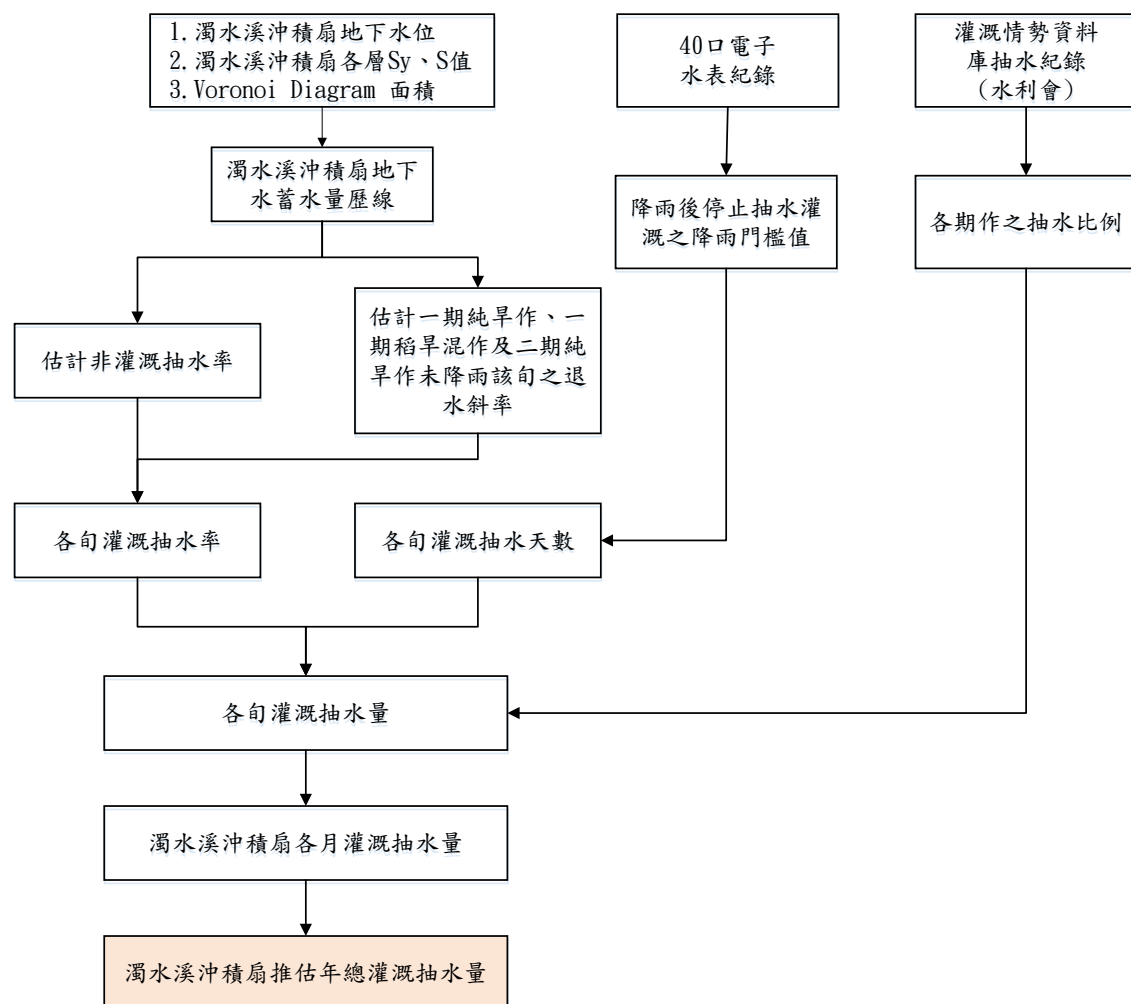 1.濁水溪沖積扇地下水位
2.濁水溪沖積扇各層Sy、S值
3.Voronoi Diagram 面積
40口電子
水表紀錄
灌溉情勢資料
庫抽水紀錄
(水利會)
濁水溪沖積扇地下
水蓄水量歷線
降雨後停止抽水灌
溉之降雨門檻值
各期作之抽水比例
估計非灌溉抽水率
估計一期純旱作、一
期稻旱混作及二期純
旱作未降雨該旬之退
水斜率
各旬灌溉抽水率
各旬灌溉抽水天數
各旬灌溉抽水量
濁水溪沖積扇各月灌溉抽水量
濁水溪沖積扇推估年總灌溉抽水量